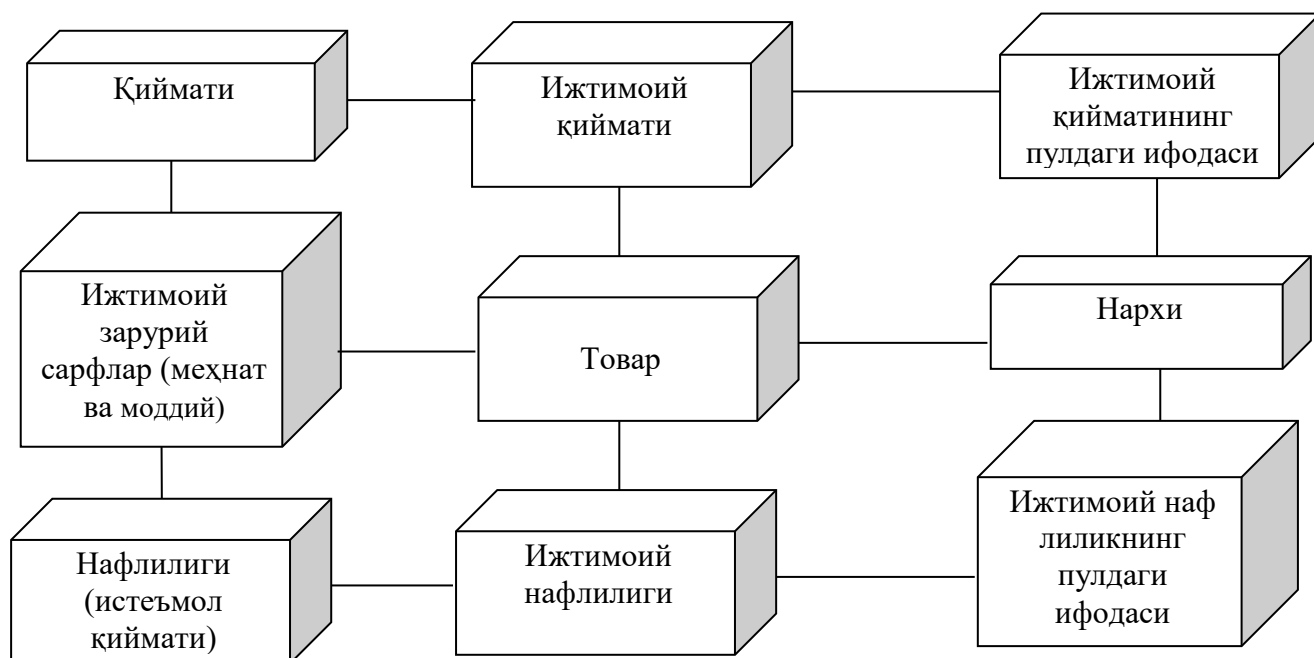 Қиймати
Ижтимоий
қиймати
Ижтимоий
қийматининг
пулдаги ифодаси
Ижтимоий
зарурий
сарфлар (меҳнат
ва моддий)
Товар
Нархи
Нафлилиги
(истеъмол
қиймати)
Ижтимоий
нафлилиги
Ижтимоий наф
лиликнинг
пулдаги
ифодаси